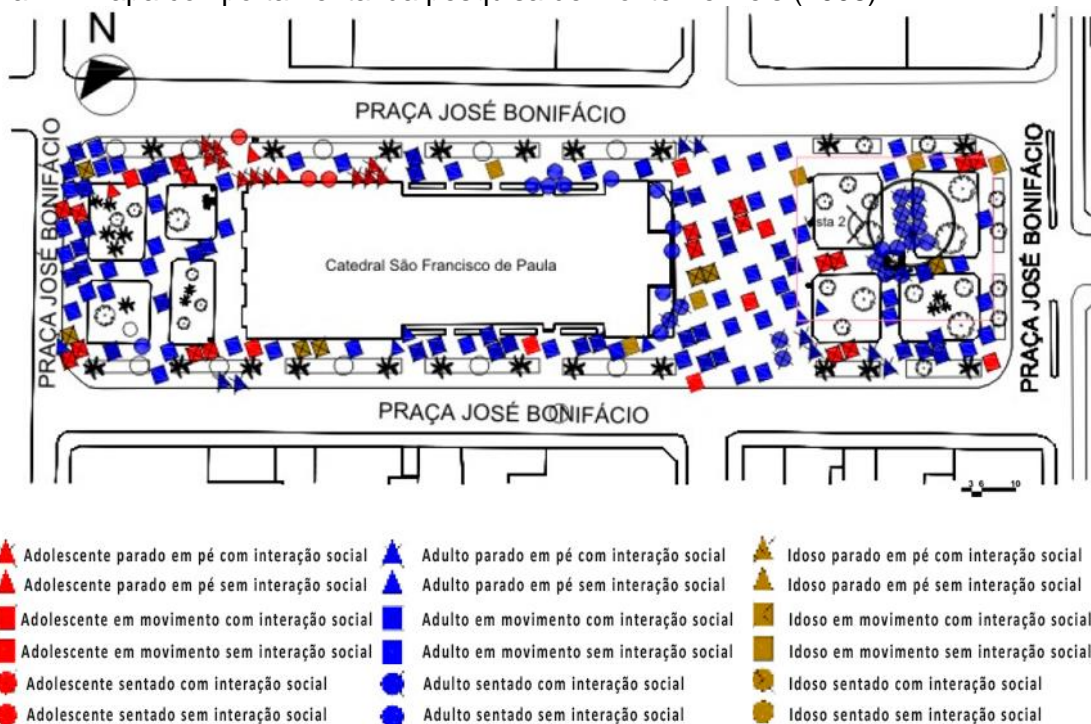 N
PRAÇA JOSÉ BONIFÁCIO
PRAÇA JOSÉ BONIFÁCIO
PRAÇA JOSÉ BONIFÁCIO
Catedral São Francisco de Paula
PRAÇA JOSÉ BONIFÁCIO
10
Adolescente parado em pé com interação social
Adulto parado em pé com interação social
Idoso parado em pé com interação social
Adolescente parado em pé sem interação social
Adulto parado em pé sem interação social
Idoso parado em pé sem interação social
Adolescente em movimento com interação social
Adulto em movimento com interação social
Idoso em movimento com interação social
Adolescente em movimento sem interação social
Adulto em movimento sem interação social
Idoso em movimento sem interação social
Adolescente sentado com interação social
Adulto sentado com interação social
Idoso sentado com interação social
Adolescente sentado sem interação social
Adulto sentado sem interação social
Idoso sentado sem interação social